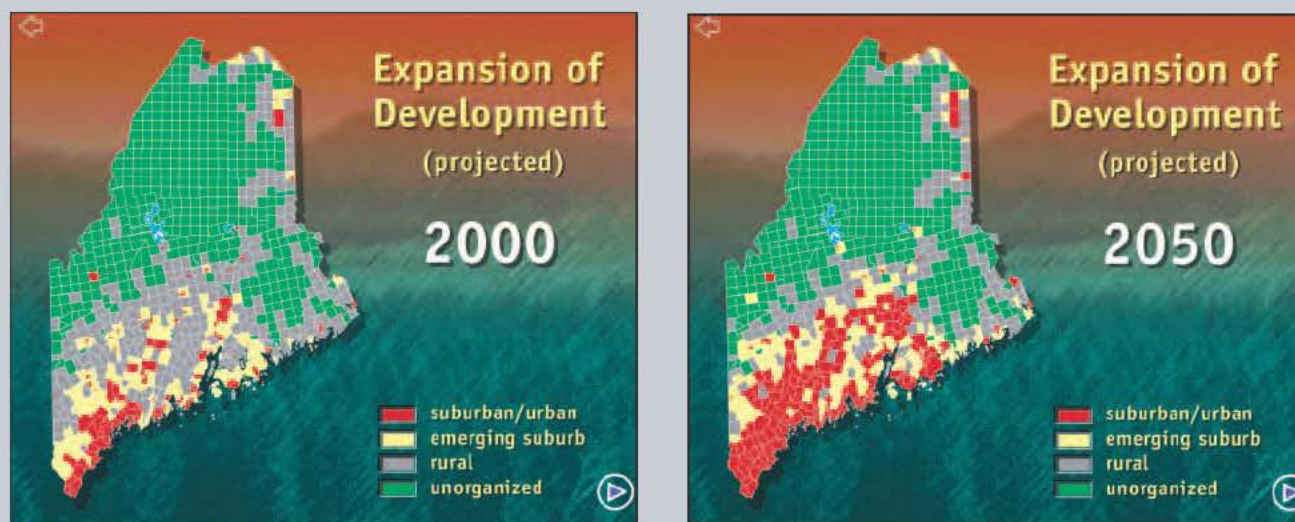 Expansion of
Development
(projected)
2000
suburban/urban
emerging suburb
rural
unorganized
Expansion of
Development
(projected)
2050
suburban/urban
emerging suburb
rural
unorganized